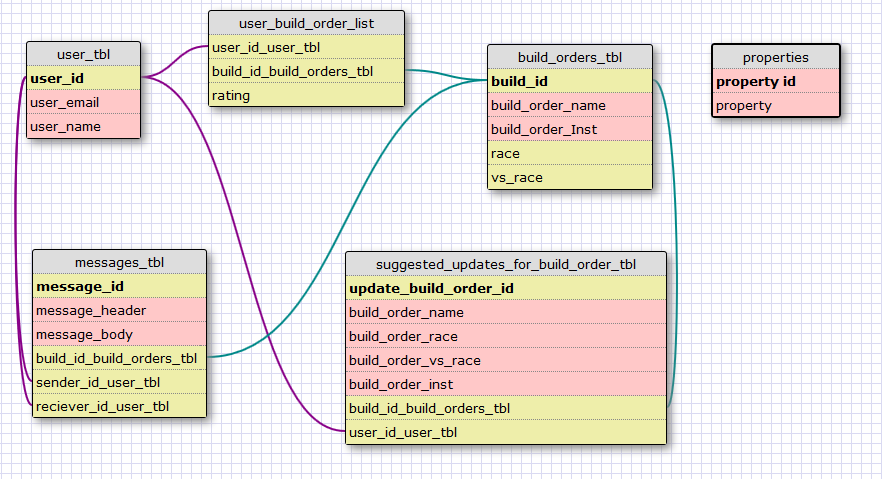 user_tbl
user_id
user_email
user_name
user_build_order_list
user_id_user_tbl
build_id_build_orders_tbl
rating
build_orders_tbl
build_id
build_order_name
build_order_Inst
race
vs_race
properties
property id
property
messages_tbl
message_id
message_header
message_body
build_id_build_orders_tbl
sender_id_user_tbl
reciever_id_user_tbl
suggested_updates_for_build_order_tbl
update_build_order_id
build_order_name
build_order_race
build_order_vs_race
build_order_inst
build_id_build_orders_tbl
user_id_user_tbl